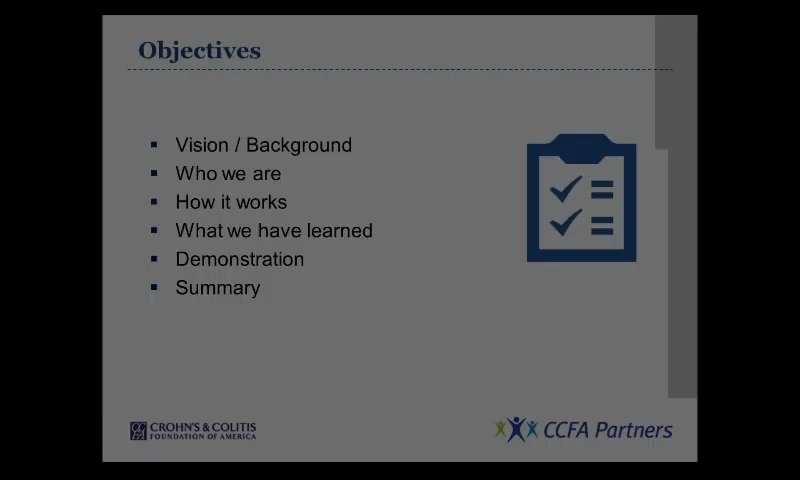 Objectives
Vision / Background
Who we are
How it works
What we have learned
Demonstration
Summary
CROHN'S & COLITIS
FOUNDATION OF AMERICA
CCFA Partners